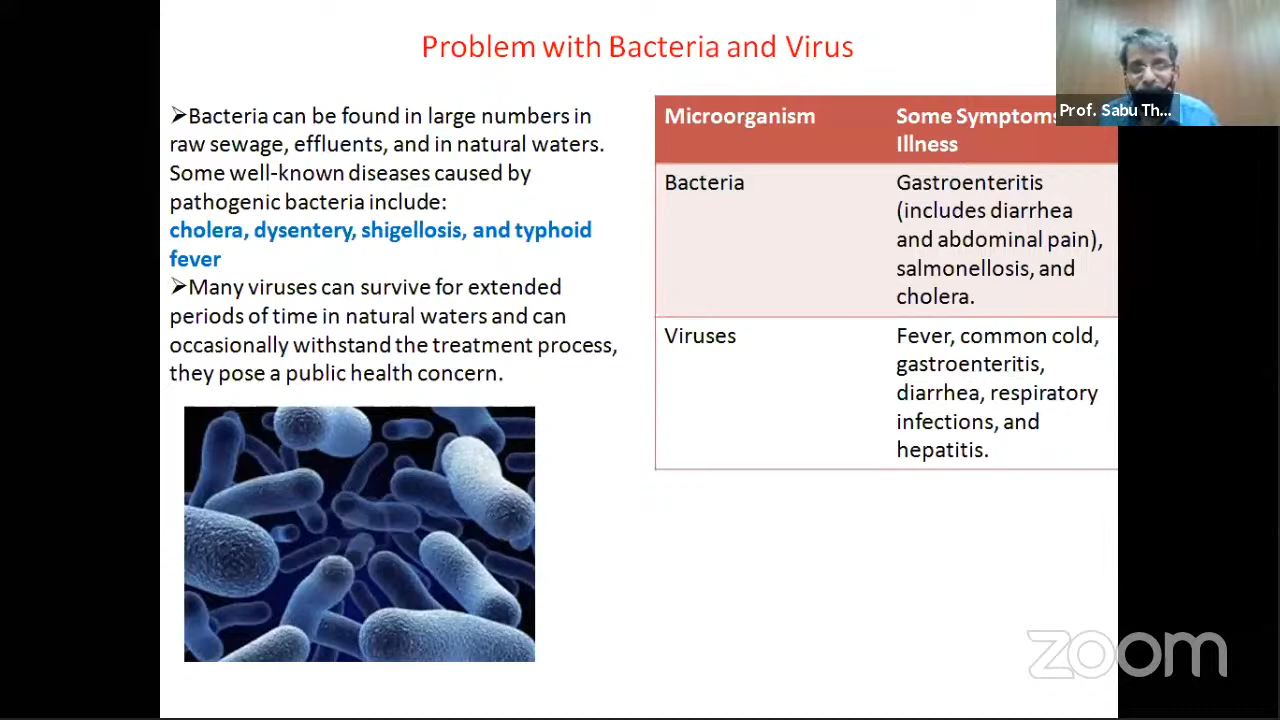 Problem with Bacteria and Virus
➢Bacteria can be found in large numbers in
raw sewage, effluents, and in natural waters.
Some well-known diseases caused by
pathogenic bacteria include:
cholera, dysentery, shigellosis, and typhoid
fever
➢Many viruses can survive for extended
periods of time in natural waters and can
occasionally withstand the treatment process,
they pose a public health concern.
Microorganism
Some Symptoms
Illness
Bacteria
Gastroenteritis
(includes diarrhea
and abdominal pain),
salmonellosis, and
cholera.
Viruses
Fever, common cold,
gastroenteritis,
diarrhea, respiratory
infections, and
hepatitis.
Prof. Sabu Th...
zoom